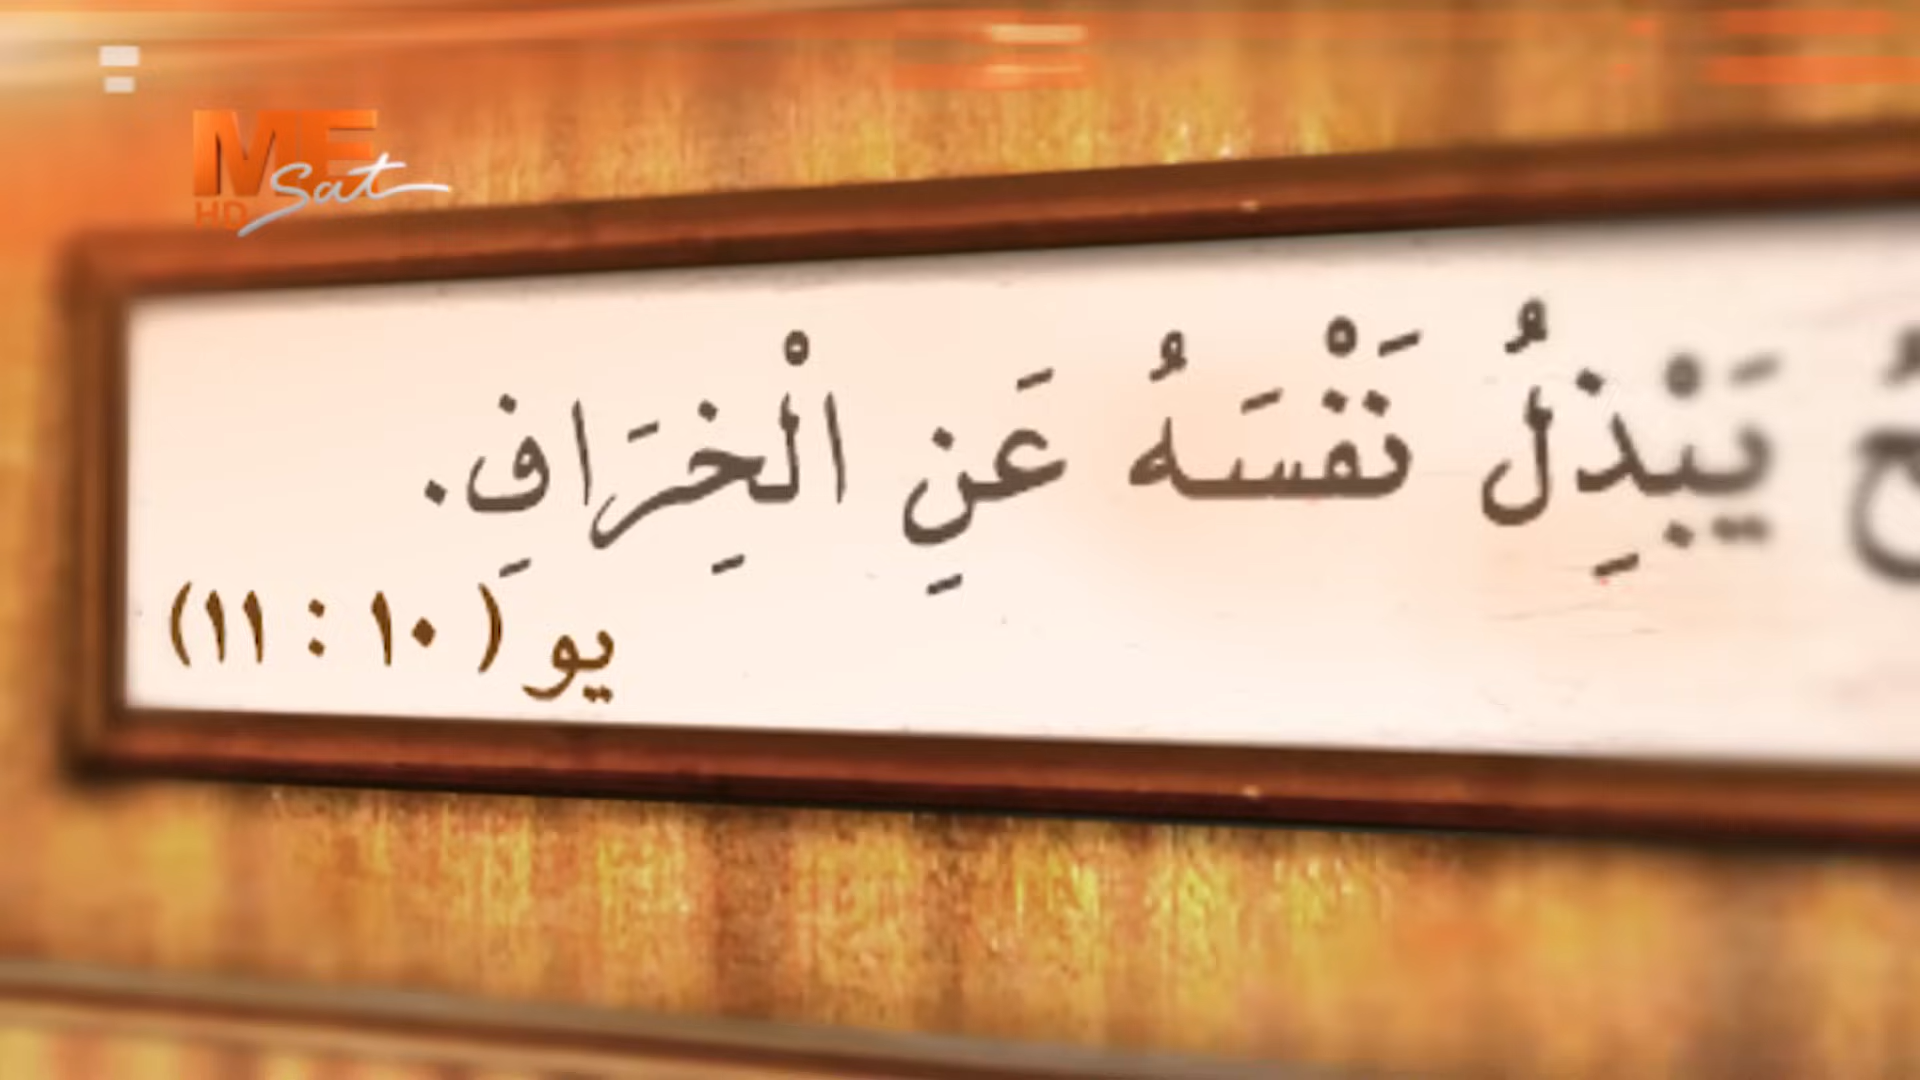 ME
Sat
HD
يَبْذِلُ نَفْسَهُ عَنِ الْخِرَافِ.
يو (١٠ : ١١)